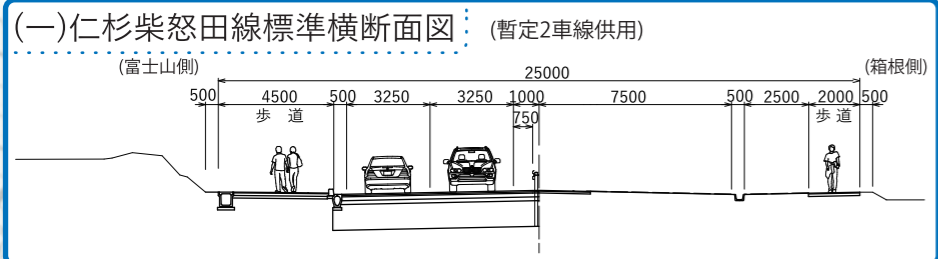 (一)仁杉柴怒田線標準横断面図 (暫定2車線供用)
(富士山側) 25000 (箱根側)
500 4500 500 3250 3250 1000 7500 500 2500 2000 500
歩 道 750 歩 道